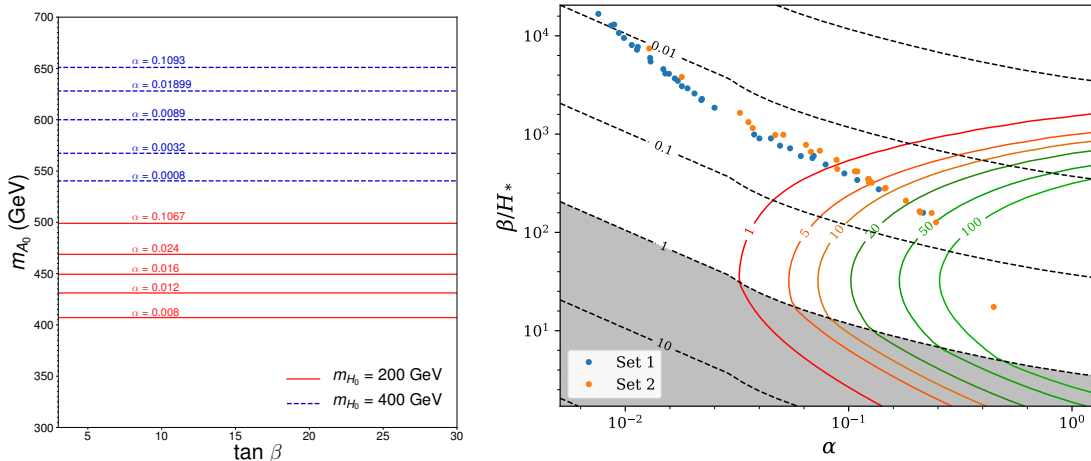 700
650
600
550
500
450
400
350
300
m_{A_0} (GeV)
α = 0.1093
α = 0.01899
α = 0.0089
α = 0.0032
α = 0.0008
α = 0.1067
α = 0.024
α = 0.016
α = 0.012
α = 0.008
m_{H_0} = 200 GeV
m_{H_0} = 400 GeV
5 10 15 20 25 30
tan β
10^4
10^3
10^2
10^1
β/H_*
0.01
0.1
1
10
1
5
10
20
50
100
Set 1
Set 2
10^{−2} 10^{−1} 10^0
α